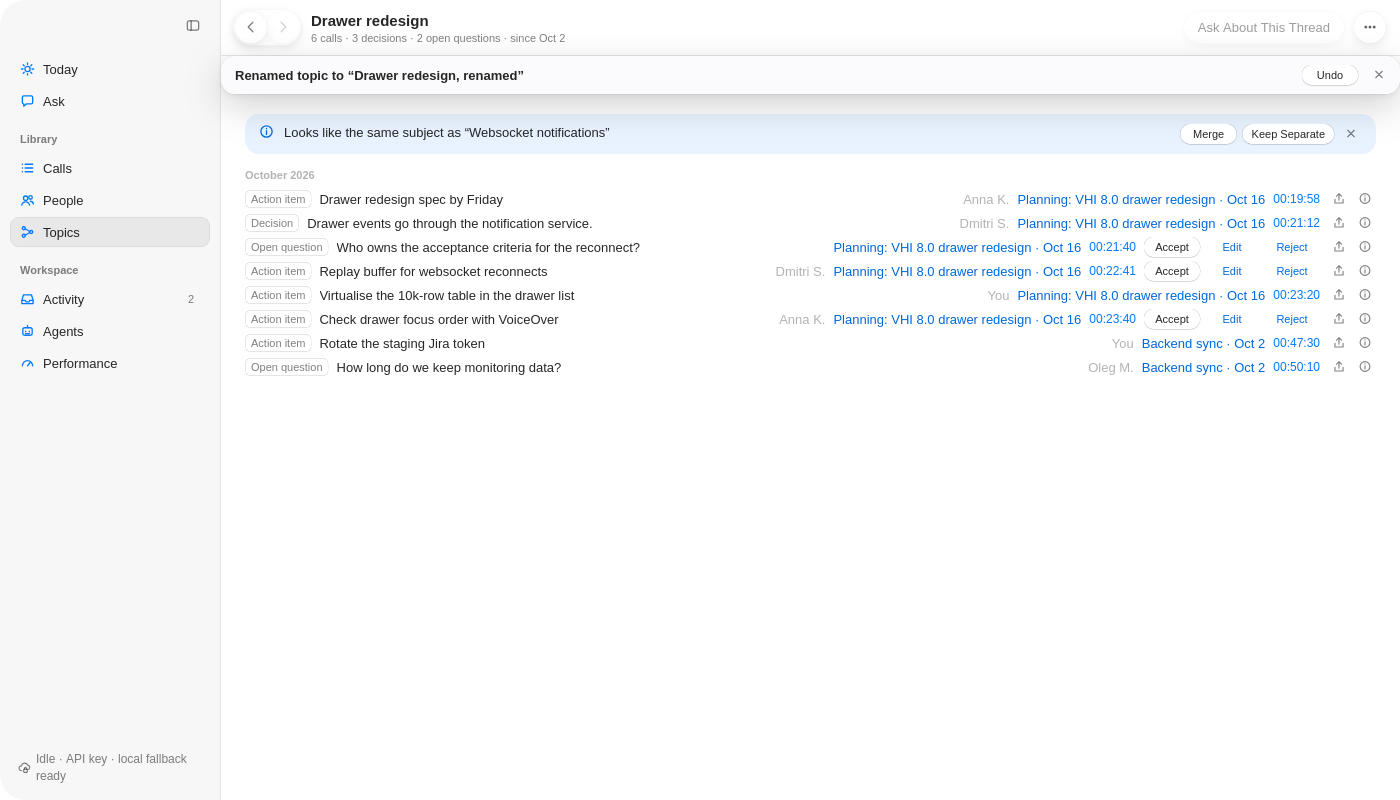 Drawer redesign
6 calls · 3 decisions · 2 open questions · since Oct 2
Ask About This Thread
Renamed topic to “Drawer redesign, renamed”
Undo
Today
Ask
Library
Calls
People
Topics
Workspace
Activity 2
Agents
Performance
Idle · API key · local fallback
ready
Looks like the same subject as “Websocket notifications”
Merge Keep Separate
October 2026
Action item Drawer redesign spec by Friday Anna K. Planning: VHI 8.0 drawer redesign · Oct 16 00:19:58
Decision Drawer events go through the notification service. Dmitri S. Planning: VHI 8.0 drawer redesign · Oct 16 00:21:12
Open question Who owns the acceptance criteria for the reconnect? Planning: VHI 8.0 drawer redesign · Oct 16 00:21:40 Accept Edit Reject
Action item Replay buffer for websocket reconnects Dmitri S. Planning: VHI 8.0 drawer redesign · Oct 16 00:22:41 Accept Edit Reject
Action item Virtualise the 10k-row table in the drawer list You Planning: VHI 8.0 drawer redesign · Oct 16 00:23:20
Action item Check drawer focus order with VoiceOver Anna K. Planning: VHI 8.0 drawer redesign · Oct 16 00:23:40 Accept Edit Reject
Action item Rotate the staging Jira token You Backend sync · Oct 2 00:47:30
Open question How long do we keep monitoring data? Oleg M. Backend sync · Oct 2 00:50:10